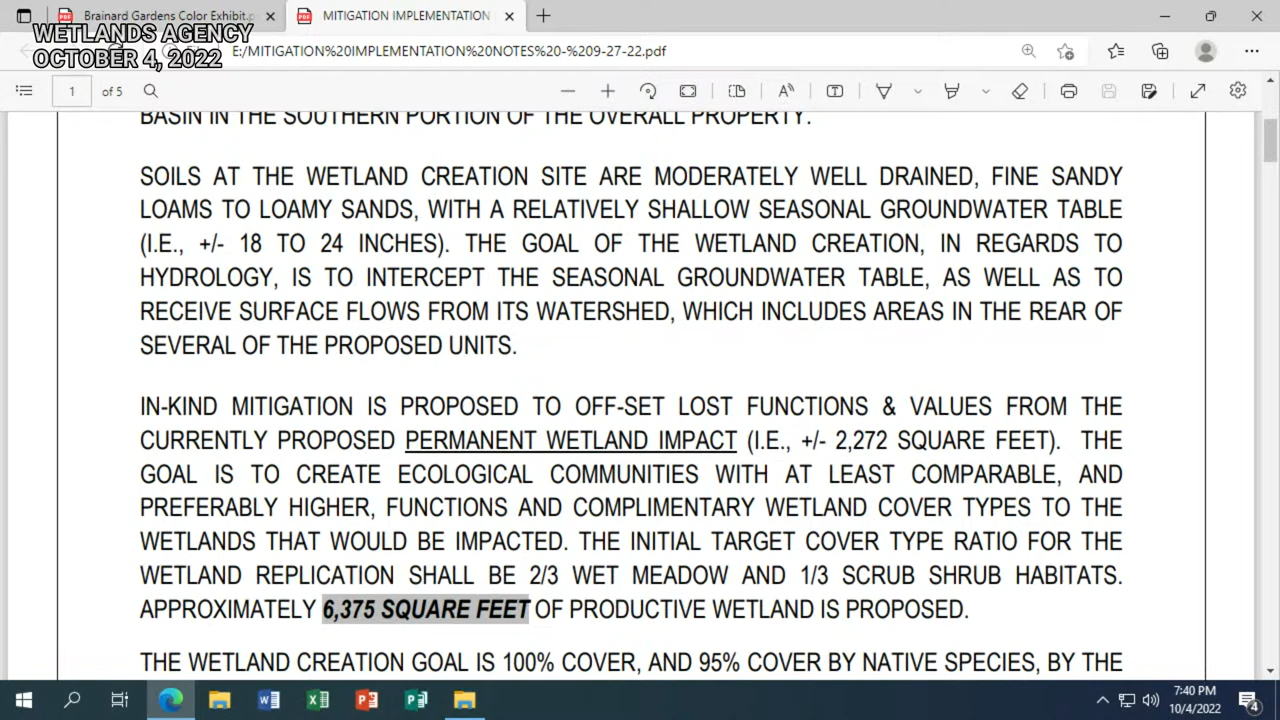 Brainard Gardens Color Exhibit.p
MITIGATION IMPLEMENTATION
WETLANDS AGENCY
OCTOBER 4, 2022
E:/MITIGATION%20IMPLEMENTATION%20NOTES%20-%209-27-22.pdf
1 of 5
BASIN IN THE SOUTHERN PORTION OF THE OVERALL PROPERTY.
SOILS AT THE WETLAND CREATION SITE ARE MODERATELY WELL DRAINED, FINE SANDY
LOAMS TO LOAMY SANDS, WITH A RELATIVELY SHALLOW SEASONAL GROUNDWATER TABLE
(I.E., +/- 18 TO 24 INCHES). THE GOAL OF THE WETLAND CREATION, IN REGARDS TO
HYDROLOGY, IS TO INTERCEPT THE SEASONAL GROUNDWATER TABLE, AS WELL AS TO
RECEIVE SURFACE FLOWS FROM ITS WATERSHED, WHICH INCLUDES AREAS IN THE REAR OF
SEVERAL OF THE PROPOSED UNITS.
IN-KIND MITIGATION IS PROPOSED TO OFF-SET LOST FUNCTIONS & VALUES FROM THE
CURRENTLY PROPOSED PERMANENT WETLAND IMPACT (I.E., +/- 2,272 SQUARE FEET). THE
GOAL IS TO CREATE ECOLOGICAL COMMUNITIES WITH AT LEAST COMPARABLE, AND
PREFERABLY HIGHER, FUNCTIONS AND COMPLIMENTARY WETLAND COVER TYPES TO THE
WETLANDS THAT WOULD BE IMPACTED. THE INITIAL TARGET COVER TYPE RATIO FOR THE
WETLAND REPLICATION SHALL BE 2/3 WET MEADOW AND 1/3 SCRUB SHRUB HABITATS.
APPROXIMATELY 6,375 SQUARE FEET OF PRODUCTIVE WETLAND IS PROPOSED.
THE WETLAND CREATION GOAL IS 100% COVER, AND 95% COVER BY NATIVE SPECIES, BY THE
7:40 PM
10/4/2022
4